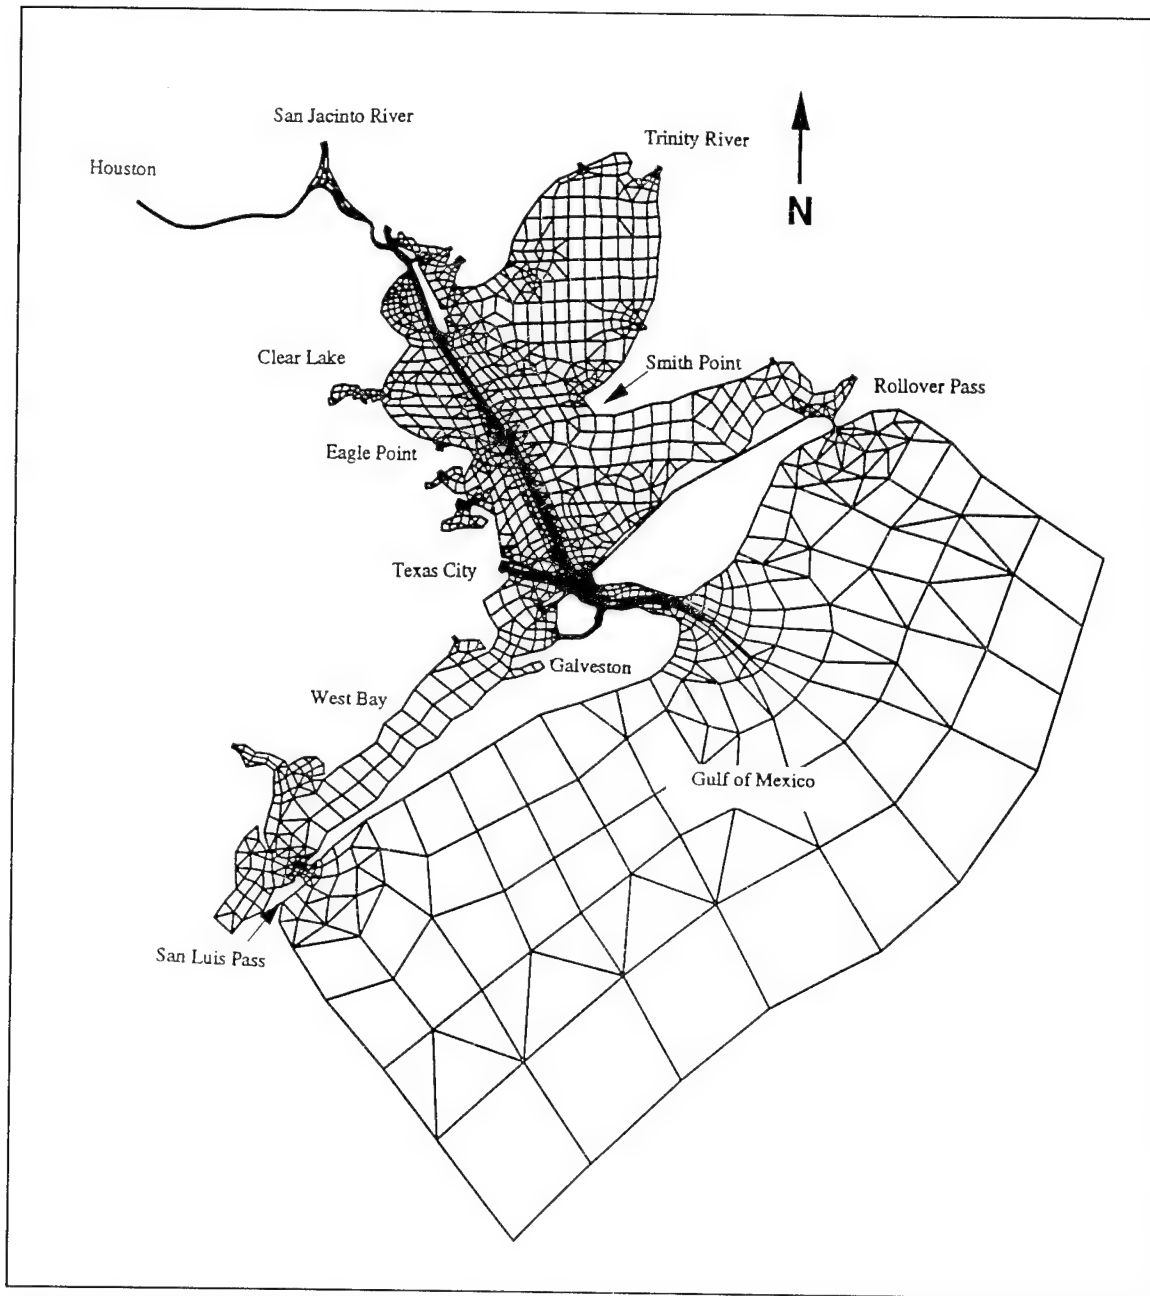 San Jacinto River
Trinity River
Houston
N
Clear Lake
Smith Point
Rollover Pass
Eagle Point
Texas City
Galveston
West Bay
Gulf of Mexico
San Luis Pass